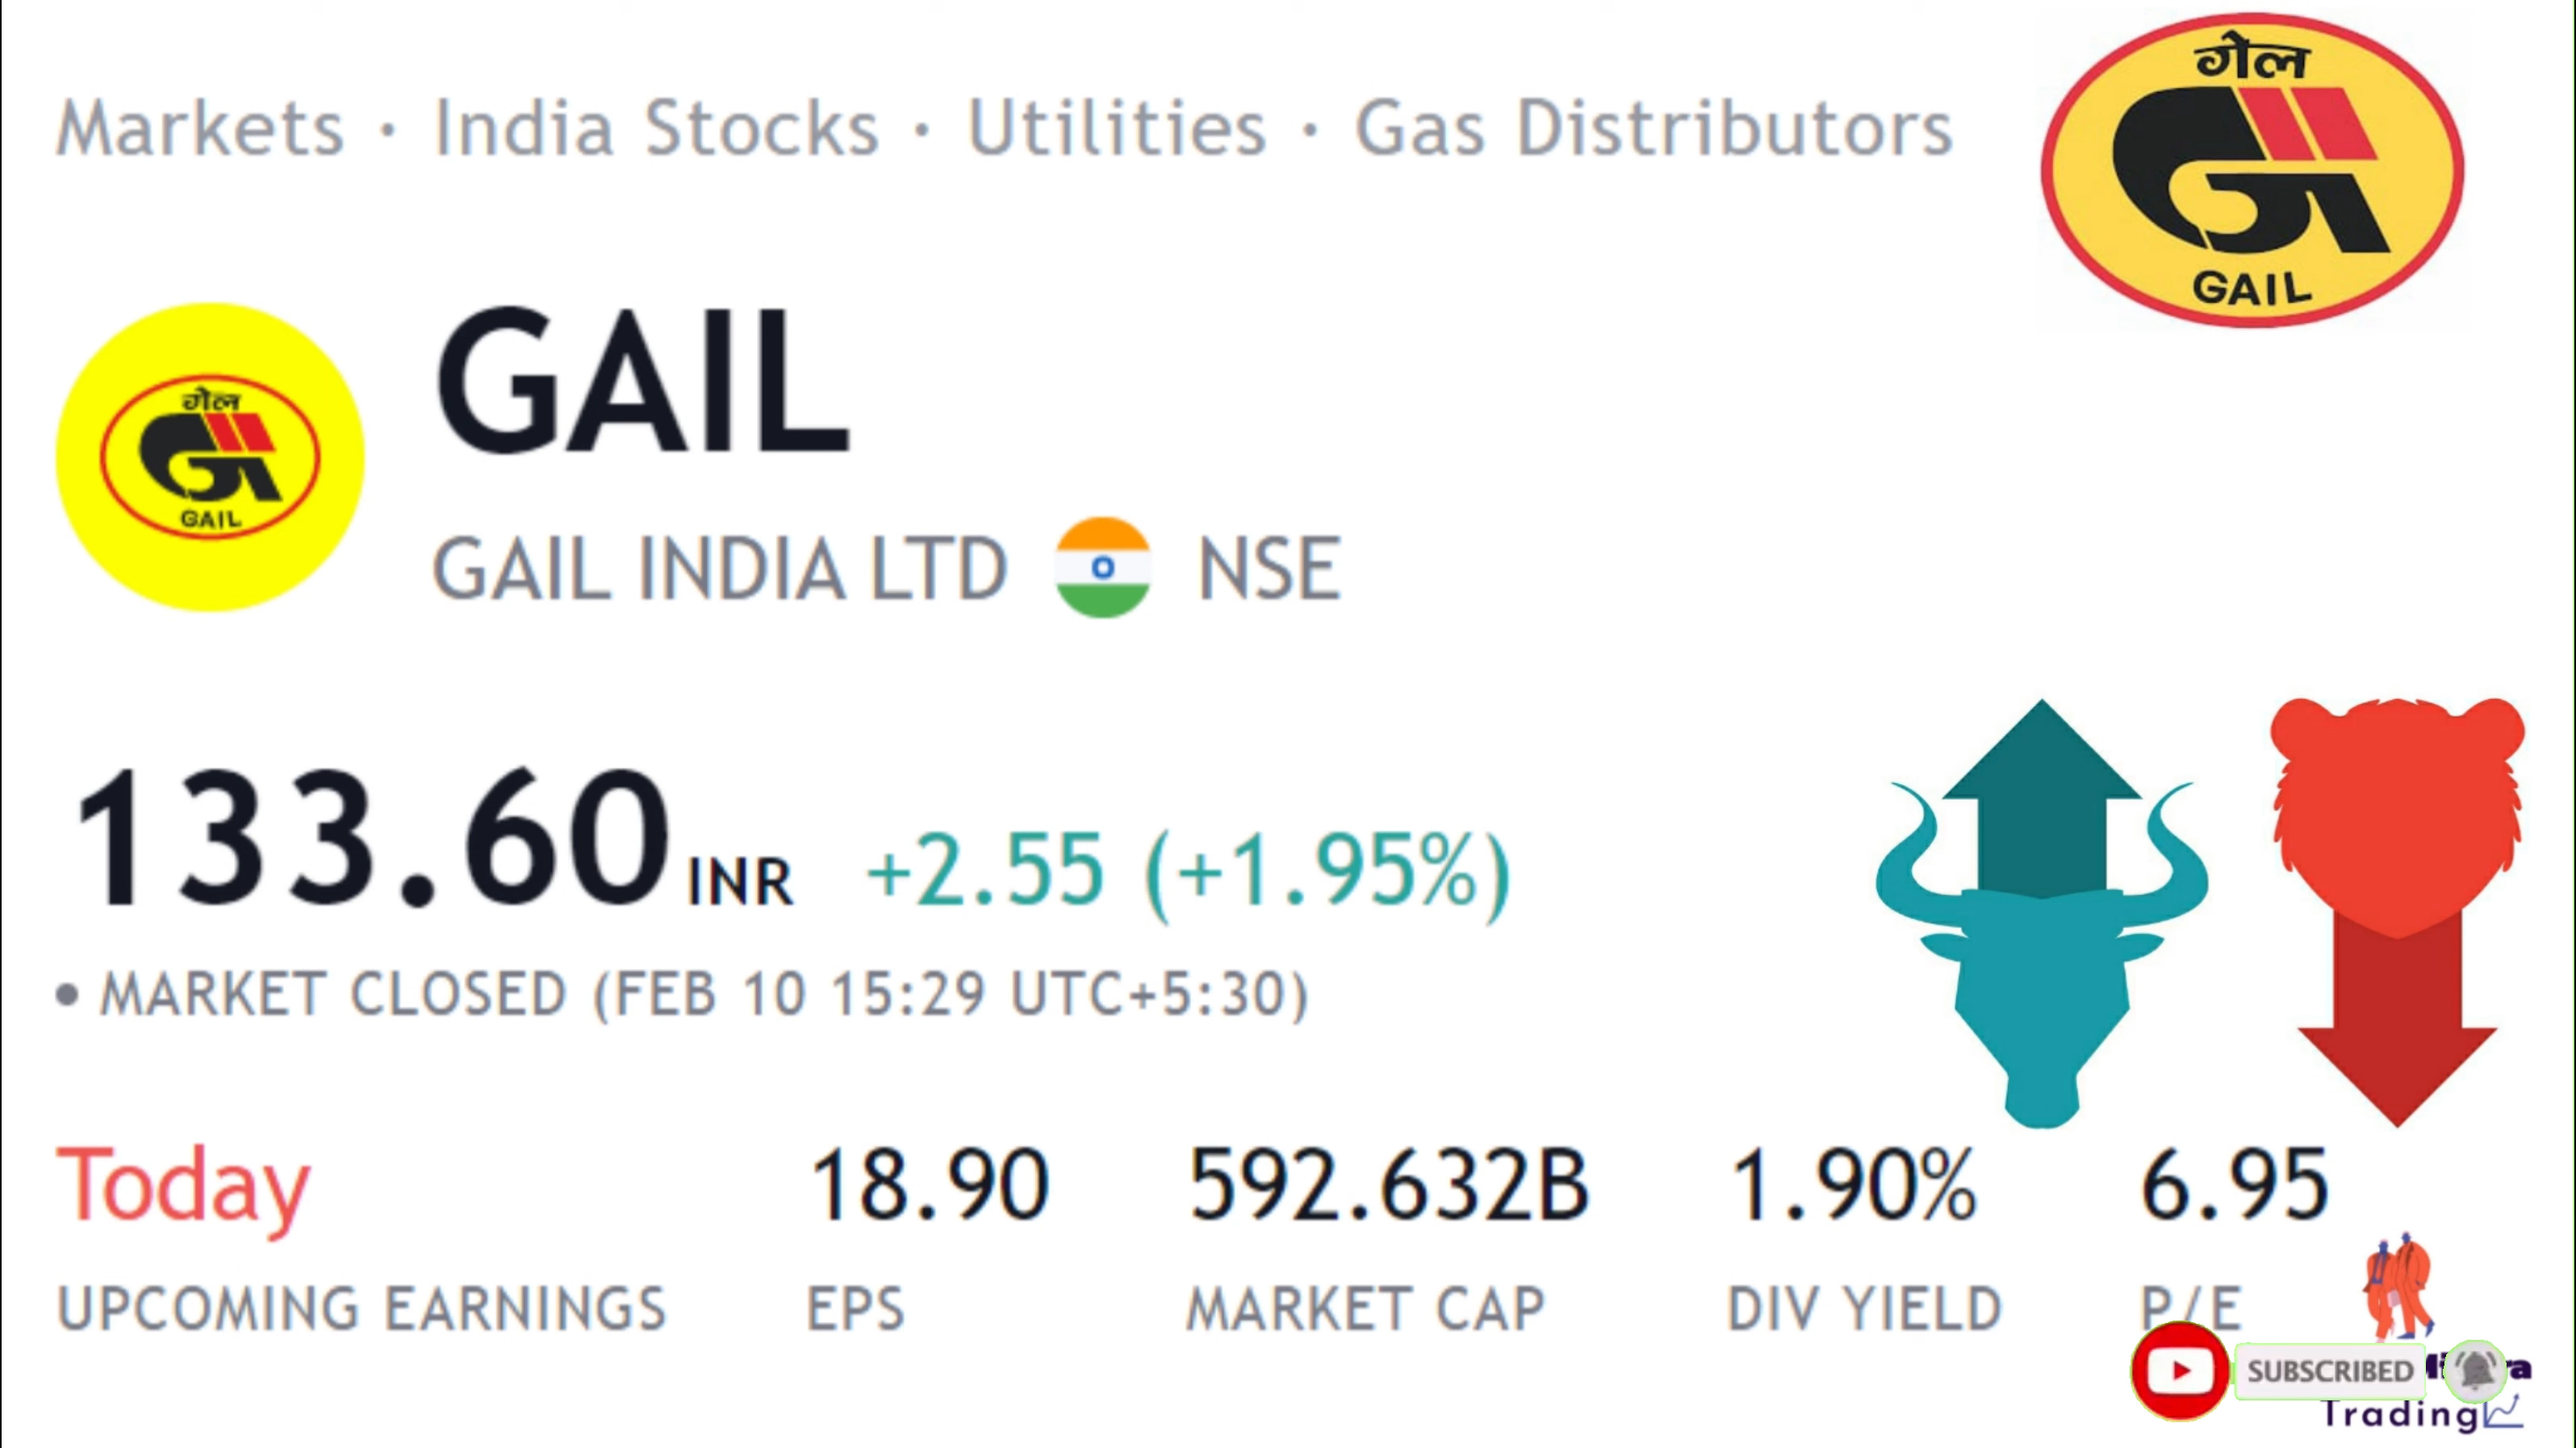 Markets · India Stocks · Utilities · Gas Distributors
गेल
GAIL
गेल
GAIL
GAIL
GAIL INDIA LTD NSE
133.60 INR +2.55 (+1.95%)
• MARKET CLOSED (FEB 10 15:29 UTC+5:30)
Today 18.90 592.632B 1.90% 6.95
UPCOMING EARNINGS EPS MARKET CAP DIV YIELD P/E
SUBSCRIBED
Trading